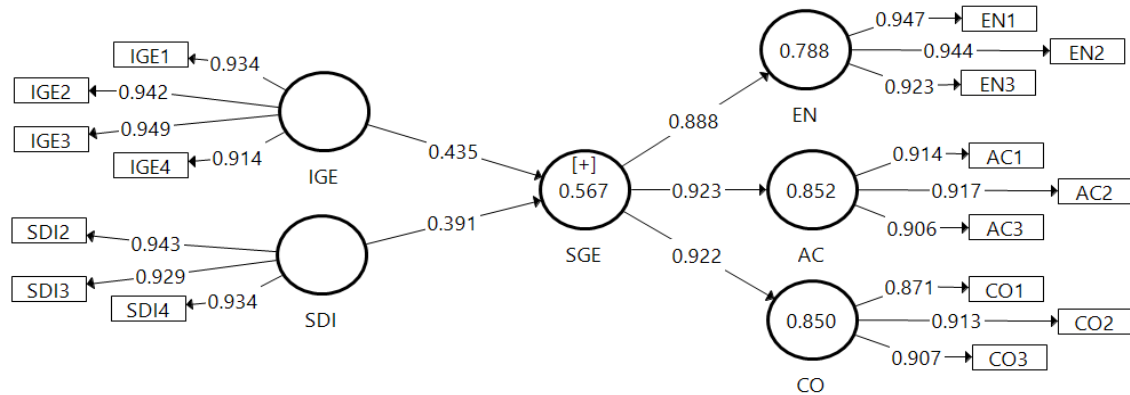 IGE1
0.934
IGE2
0.942
IGE3
0.949
IGE4
0.914
IGE
0.435
SDI2
0.943
SDI3
0.929
SDI4
0.934
SDI
0.391
[+]
0.567
SGE
0.888
0.923
0.922
0.788
EN
0.947
EN1
0.944
EN2
0.923
EN3
0.852
AC
0.914
AC1
0.917
AC2
0.906
AC3
0.850
CO
0.871
CO1
0.913
CO2
0.907
CO3